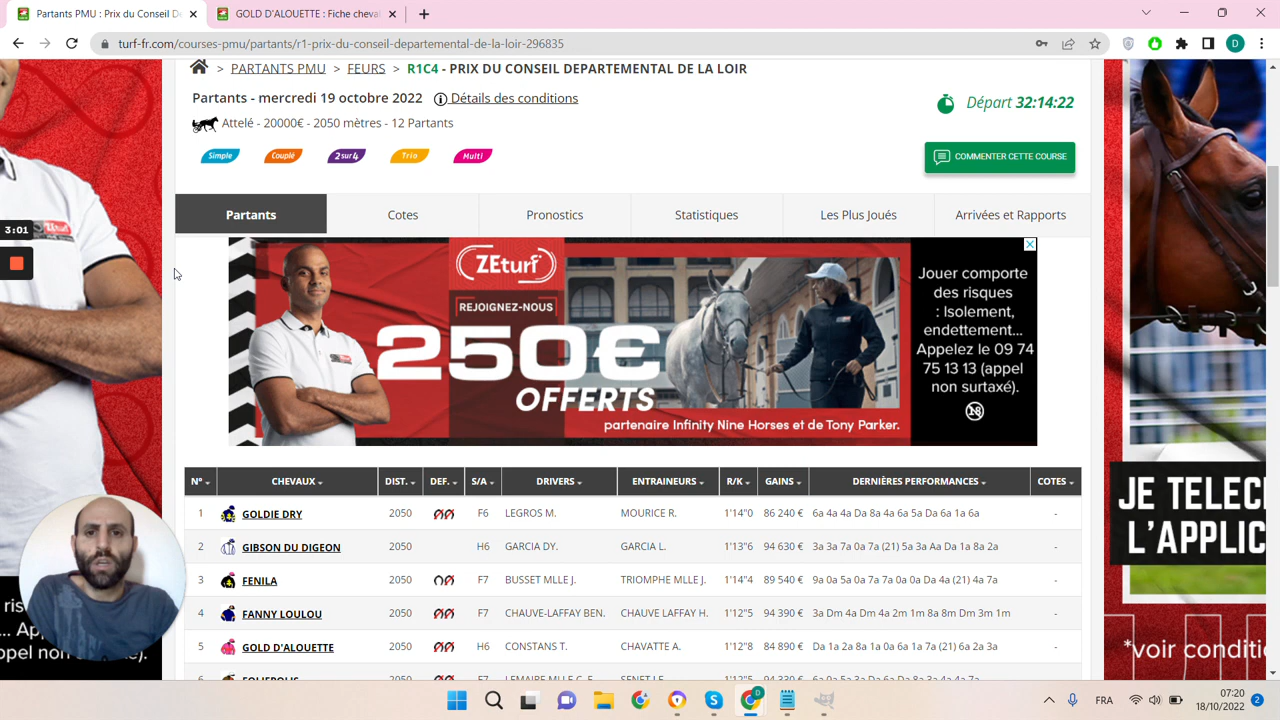 Partants PMU : Prix du Conseil D
GOLD D'ALOUETTE : Fiche cheval
turf-fr.com/courses-pmu/partants/r1-prix-du-conseil-departemental-de-la-loir-296835
D
> PARTANTS PMU > FEURS > R1C4 - PRIX DU CONSEIL DEPARTEMENTAL DE LA LOIR
Partants - mercredi 19 octobre 2022 Détails des conditions
Départ 32:14:22
Attelé - 20000€ - 2050 mètres - 12 Partants
Simple Couplé 2sur4 Trio Multi
COMMENTER CETTE COURSE
Partants Cotes Pronostics Statistiques Les Plus Joués Arrivées et Rapports
3:01
ZEturf
REJOIGNEZ-NOUS
250€
OFFERTS
partenaire Infinity Nine Horses et de Tony Parker.
Jouer comporte
des risques
: Isolement,
endettement...
Appelez le 09 74
75 13 13 (appel
non surtaxé).
18
N° CHEVAUX DIST. DEF. S/A DRIVERS ENTRAINEURS R/K GAINS DERNIÈRES PERFORMANCES COTES
1 GOLDIE DRY 2050 F6 LEGROS M. MOURICE R. 1'14"0 86 240 € 6a 4a 4a Da 8a 4a 6a 5a Da 6a 1a 6a -
2 GIBSON DU DIGEON 2050 H6 GARCIA DY. GARCIA L. 1'13"6 94 630 € 3a 3a 7a 0a 7a (21) 5a 3a Aa Da 1a 8a 2a -
3 FENILA 2050 F7 BUSSET MLLE J. TRIOMPHE MLLE J. 1'14"4 89 540 € 9a 0a 5a 0a 7a 7a 0a 0a Da 4a (21) 4a 7a -
4 FANNY LOULOU 2050 F7 CHAUVE-LAFFAY BEN. CHAUVE LAFFAY H. 1'12"5 94 390 € 3a Dm 4a Dm 4a 2m 1m 8a 8m Dm 3m 1m -
5 GOLD D'ALOUETTE 2050 H6 CONSTANS T. CHAVATTE A. 1'12"8 84 890 € Da 1a 2a 8a 1a 0a 6a 1a 7a (21) 6a 2a 3a -
JE TELEC
L'APPLIC
*voir conditi
FRA
07:20
18/10/2022
2